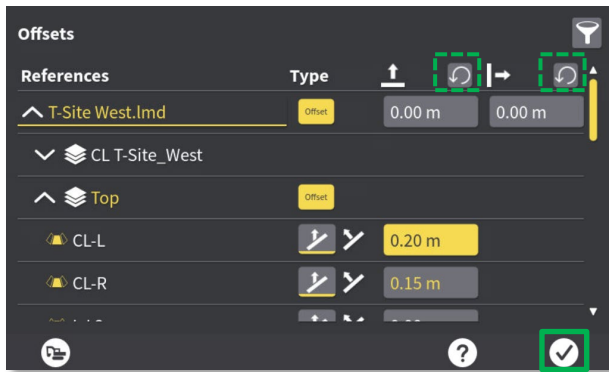 Offsets
References Type
T-Site West.lmd Offset 0.00 m 0.00 m
CL T-Site_West
Top Offset
CL-L 0.20 m
CL-R 0.15 m
?